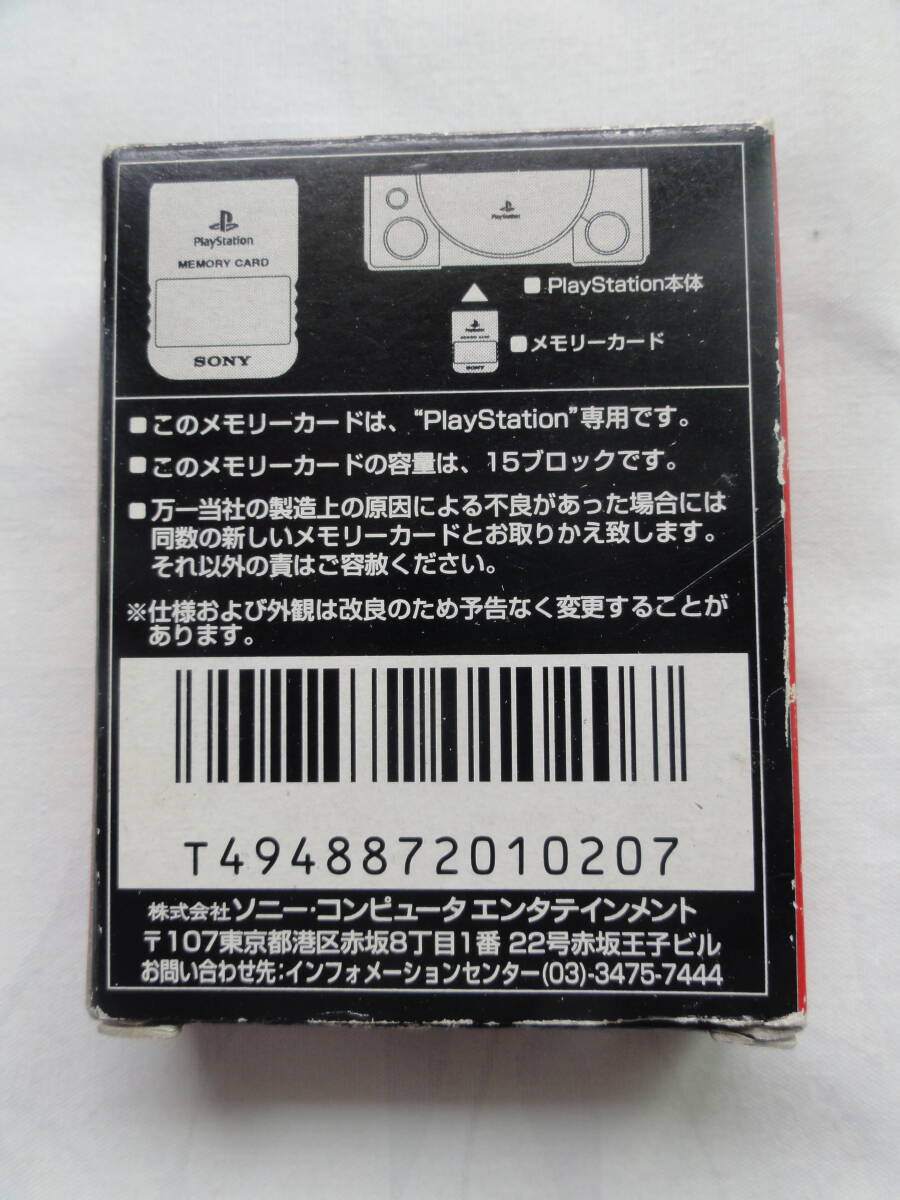 PlayStation
MEMORY CARD
SONY
PlayStation
■PlayStation本体
PlayStation
MEMORY CARD
SONY
■メモリーカード
■このメモリーカードは、“PlayStation”専用です。
■このメモリーカードの容量は、15ブロックです。
■万一当社の製造上の原因による不良があった場合には
同数の新しいメモリーカードとお取りかえ致します。
それ以外の責はご容赦ください。
※仕様および外観は改良のため予告なく変更することが
あります。
T4948872010207
株式会社ソニー・コンピュータエンタテインメント
〒107東京都港区赤坂8丁目1番 22号赤坂王子ビル
お問い合わせ先:インフォメーションセンター(03)-3475-7444